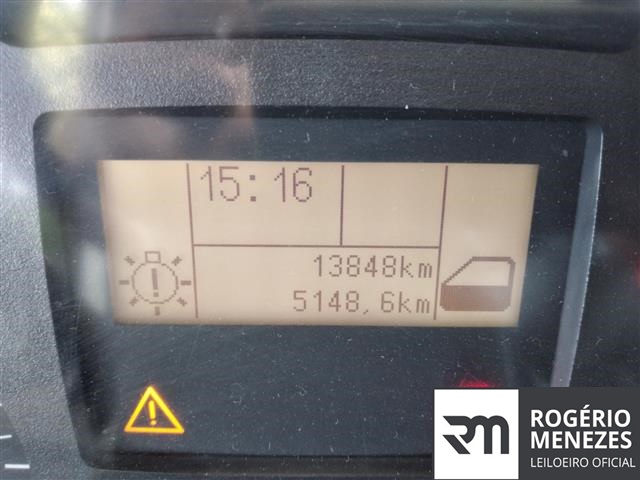 15:16
13848km
5148,6km
RM
ROGÉRIO
MENEZES
LEILOEIRO OFICIAL